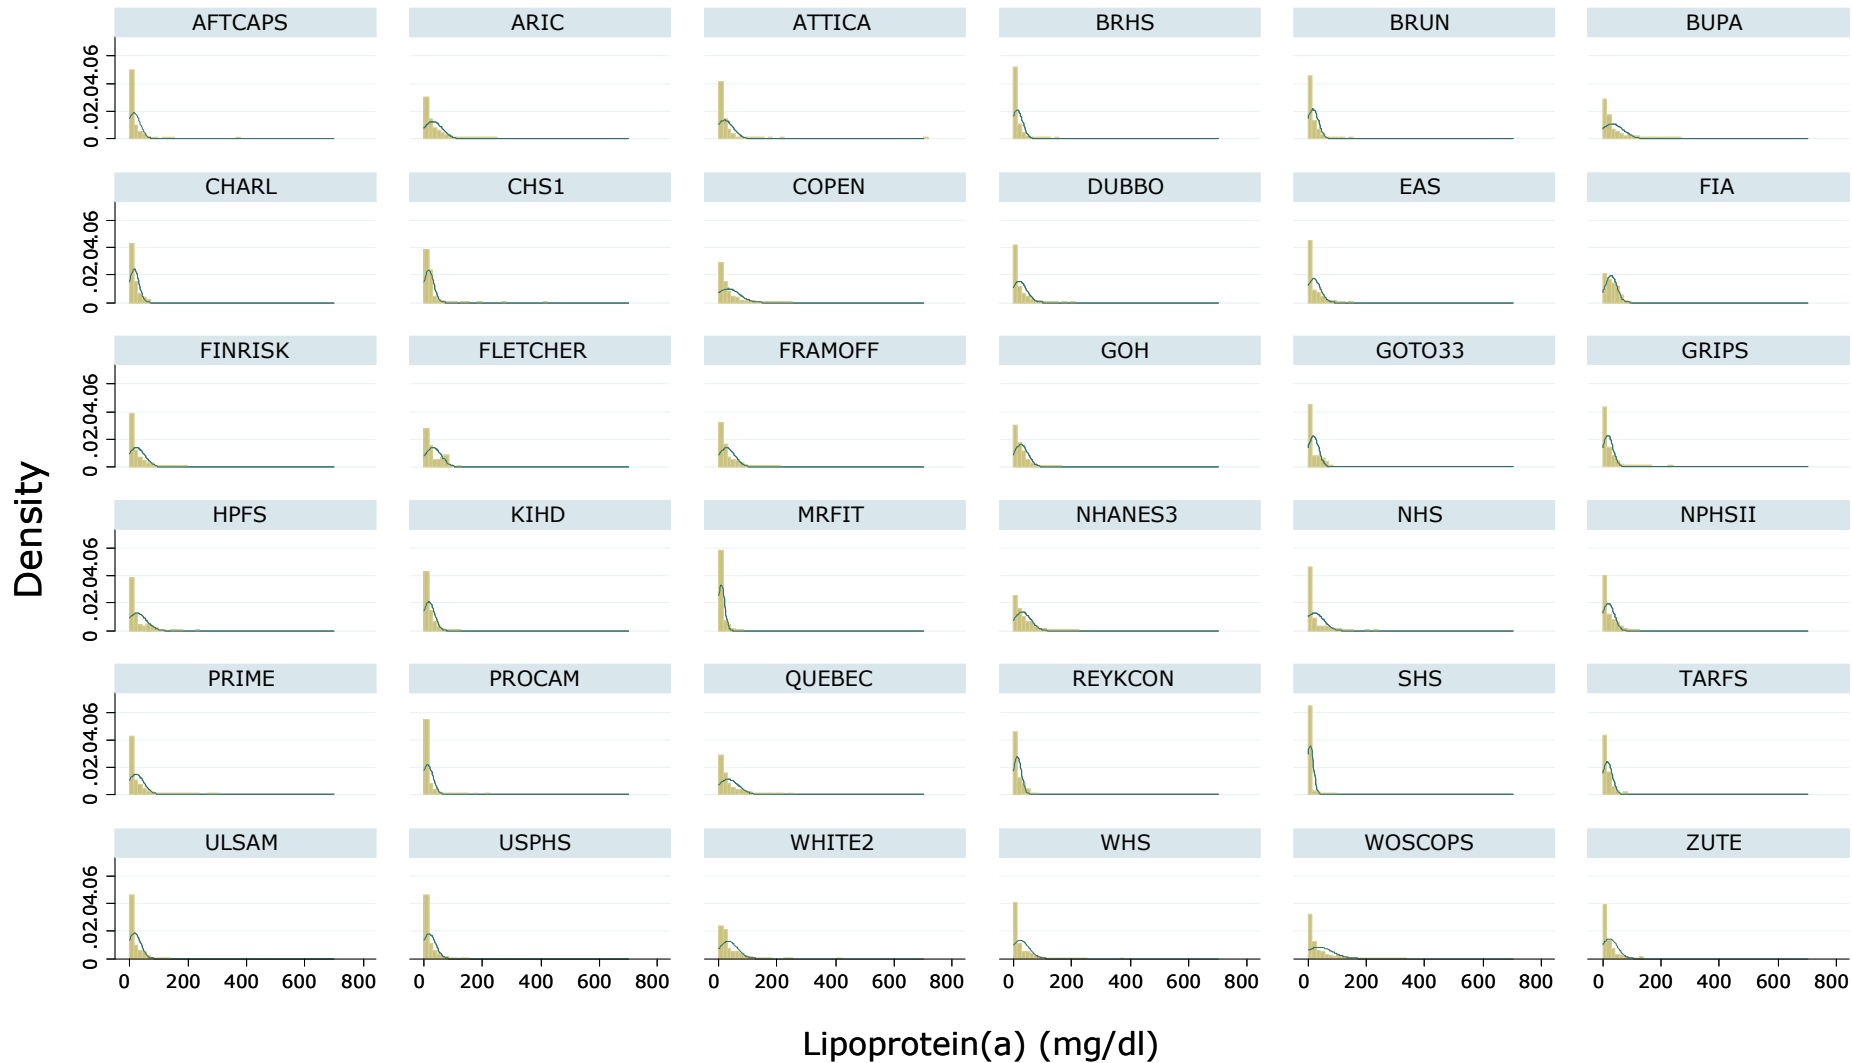 AFTCAPS ARIC ATTICA BRHS BRUN BUPA
0 .02 .04 .06
CHARL CHS1 COPEN DUBBO EAS FIA
0 .02 .04 .06
FINRISK FLETCHER FRAMOFF GOH GOTO33 GRIPS
0 .02 .04 .06
HPFS KIHD MRFIT NHANES3 NHS NPHSII
0 .02 .04 .06
PRIME PROCAM QUEBEC REYKCON SHS TARFS
0 .02 .04 .06
ULSAM USPHS WHITE2 WHS WOSCOPS ZUTE
0 .02 .04 .06
0 200 400 600 800 0 200 400 600 800 0 200 400 600 800 0 200 400 600 800 0 200 400 600 800 0 200 400 600 800
Density
Lipoprotein(a) (mg/dl)